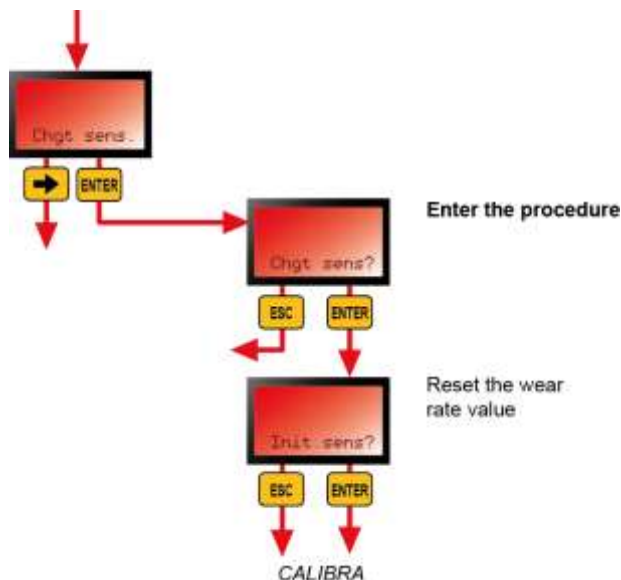 Chgt sens.
ENTER
Enter the procedure
Chgt sens?
ESC ENTER
Reset the wear
rate value
Init sens?
ESC ENTER
CALIBRA